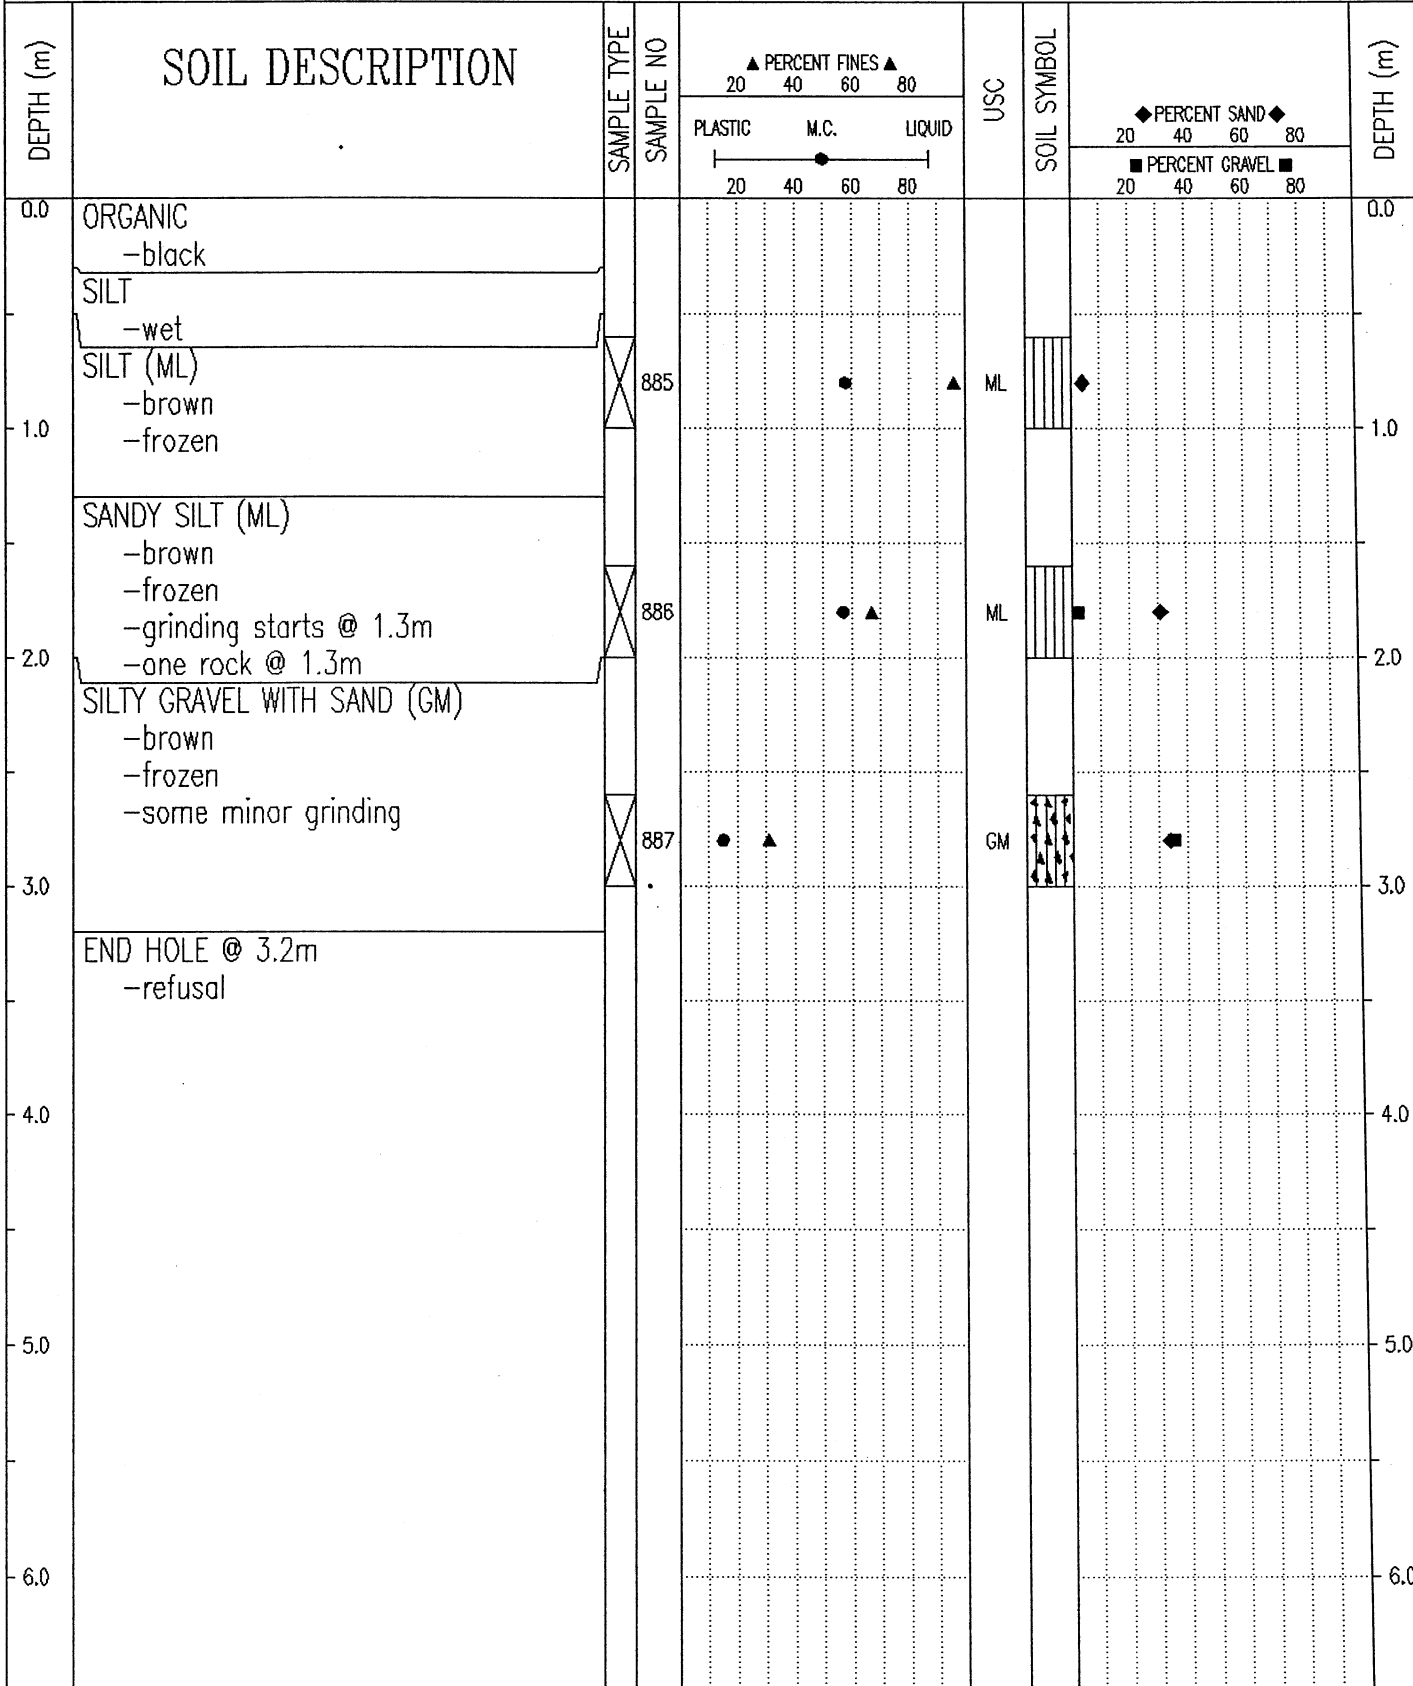 DEPTH (m)
SOIL DESCRIPTION
SAMPLE TYPE
SAMPLE NO
▲ PERCENT FINES ▲
20 40 60 80
PLASTIC M.C. LIQUID
20 40 60 80
USC
SOIL SYMBOL
◆PERCENT SAND◆
20 40 60 80
■ PERCENT GRAVEL ■
20 40 60 80
DEPTH (m)
0.0 0.0
ORGANIC
-black
SILT
-wet
SILT (ML)
885 ML
-brown
1.0 1.0
-frozen
SANDY SILT (ML)
-brown
-frozen
886 ML
-grinding starts @ 1.3m
2.0 2.0
-one rock @ 1.3m
SILTY GRAVEL WITH SAND (GM)
-brown
-frozen
-some minor grinding
887 GM
3.0 3.0
END HOLE @ 3.2m
-refusal
4.0 4.0
5.0 5.0
6.0 6.0